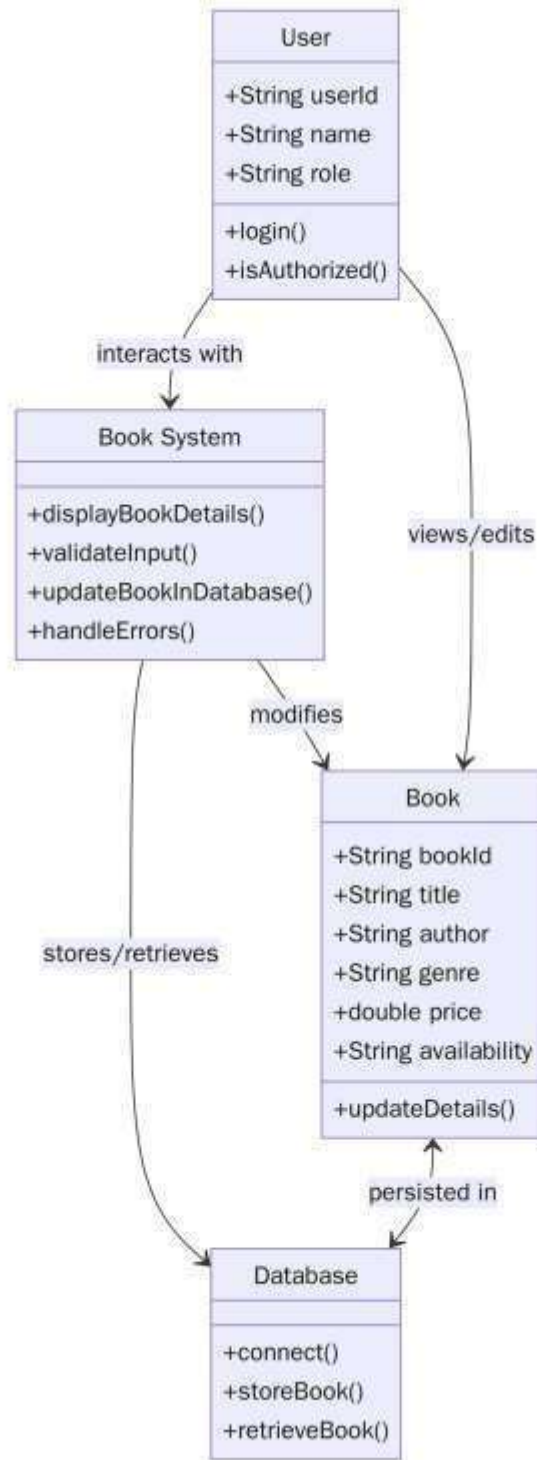 User
+String userId
+String name
+String role
+login()
+isAuthorized()
interacts with
Book System
+displayBookDetails()
+validateInput()
+updateBookInDatabase()
+handleErrors()
views/edits
modifies
Book
+String bookId
+String title
+String author
+String genre
+double price
+String availability
+updateDetails()
stores/retrieves
persisted in
Database
+connect()
+storeBook()
+retrieveBook()